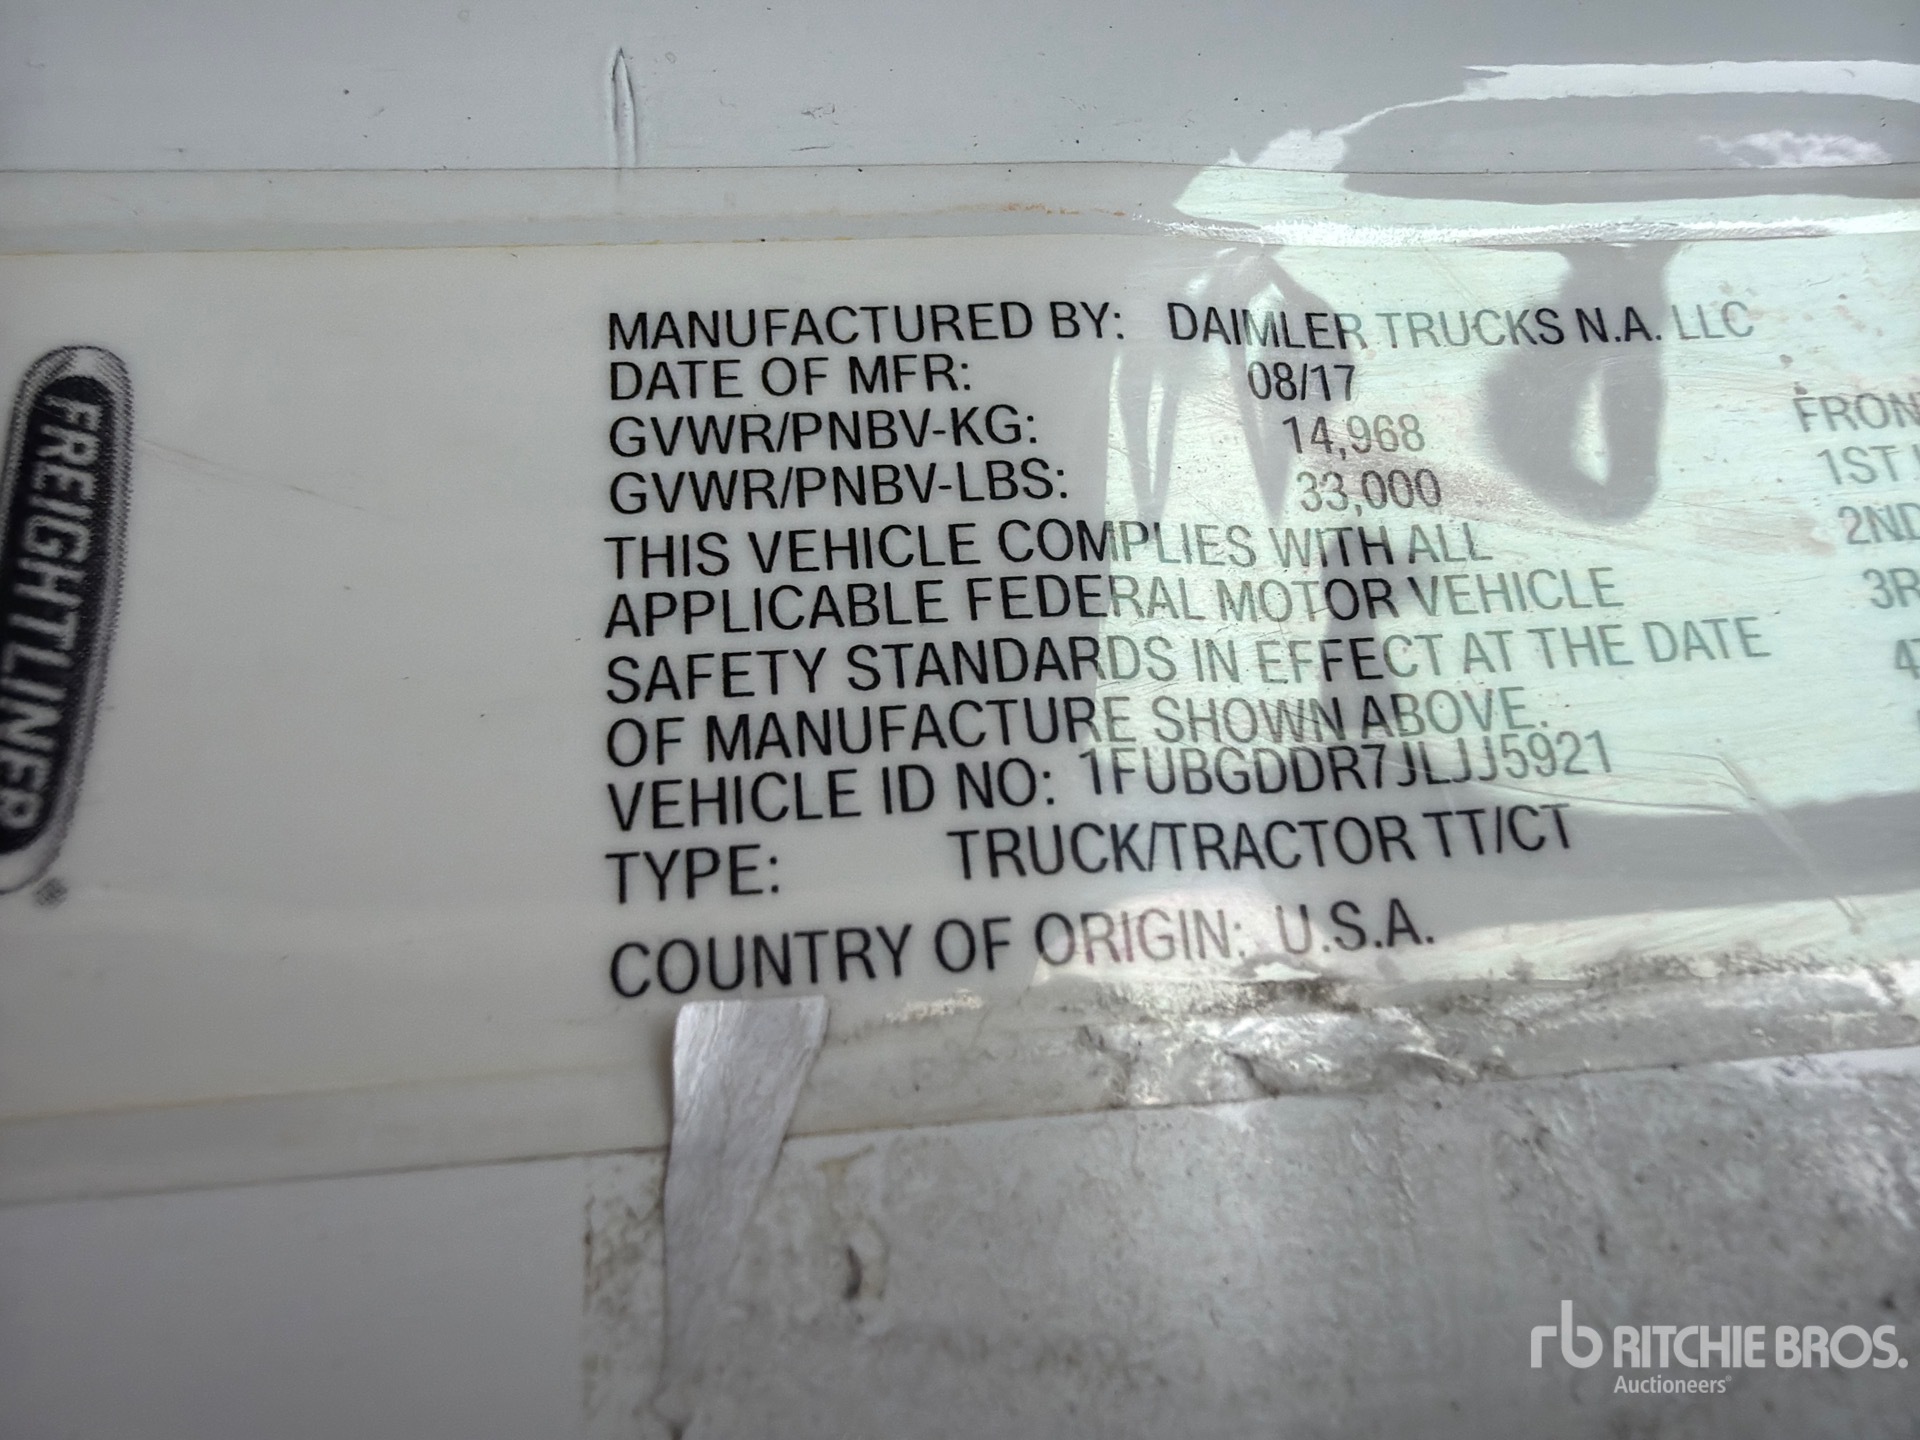 FREIGHTLINER
®
MANUFACTURED BY: DAIMLER TRUCKS N.A. LLC
DATE OF MFR: 08/17
GVWR/PNBV-KG: 14,968
GVWR/PNBV-LBS: 33,000
THIS VEHICLE COMPLIES WITH ALL
APPLICABLE FEDERAL MOTOR VEHICLE
SAFETY STANDARDS IN EFFECT AT THE DATE
OF MANUFACTURE SHOWN ABOVE.
VEHICLE ID NO: 1FUBGDDR7JLJJ5921
TYPE: TRUCK/TRACTOR TT/CT
COUNTRY OF ORIGIN: U.S.A.
1ST
2ND
rb RITCHIE BROS.
Auctioneers®